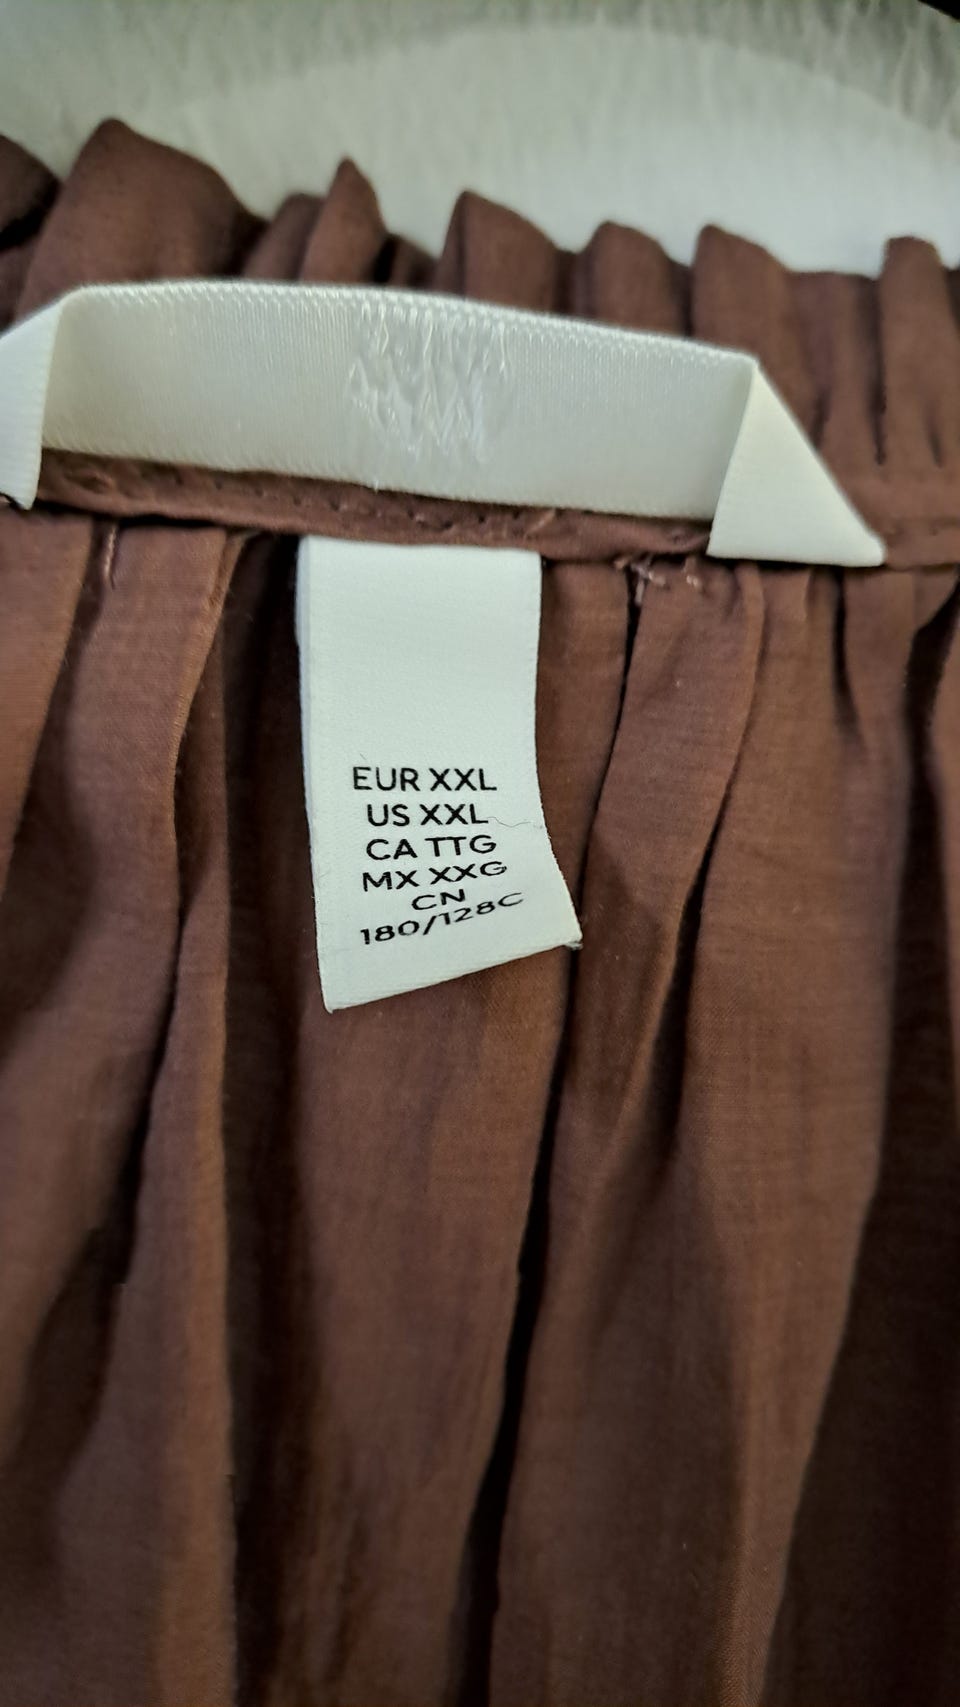 EUR XXL
US XXL
CA TTG
MX XXG
CN
180/128C